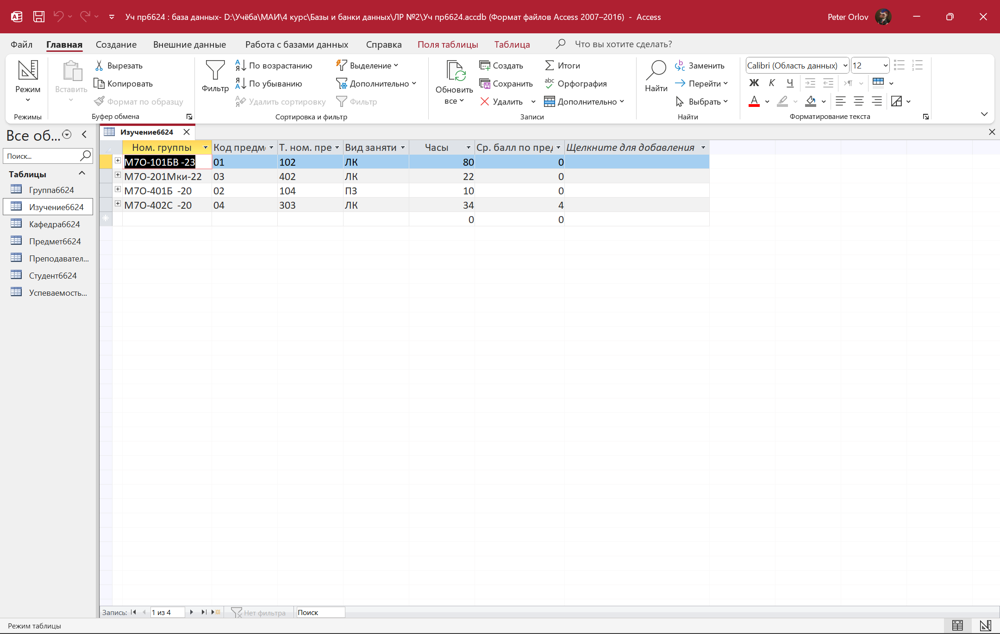 Уч пр6624 : база данных- D:\Учёба\МАИ\4 курс\Базы и банки данных\ЛР №2\Уч пр6624.accdb (Формат файлов Access 2007–2016) - Access
Peter Orlov
Файл Главная Создание Внешние данные Работа с базами данных Справка Поля таблицы Таблица Что вы хотите сделать?
Режим
Режимы
Вставить
Вырезать
Копировать
Формат по образцу
Буфер обмена
Фильтр
По возрастанию
По убыванию
Удалить сортировку
Выделение
Дополнительно
Фильтр
Сортировка и фильтр
Обновить
все
Создать
Сохранить
Удалить
Итоги
Орфография
Дополнительно
Записи
Найти
Заменить
Перейти
Выбрать
Найти
Calibri (Область данных) 12
Ж К Ч
Форматирование текста
Все об...
Поиск...
Таблицы
Группа6624
Изучение6624
Кафедра6624
Предмет6624
Преподавател...
Студент6624
Успеваемость...
Изучение6624
Ном. группы Код предм Т. ном. пре Вид заняти Часы Ср. балл по пред Щелкните для добавления
М7О-101БВ -23 01 102 ЛК 80 0
М7О-201Мки-22 03 402 ЛК 22 0
М7О-401Б -20 02 104 ПЗ 10 0
М7О-402С -20 04 303 ЛК 34 4
0 0
Запись: 1 из 4 Нет фильтра Поиск
Режим таблицы